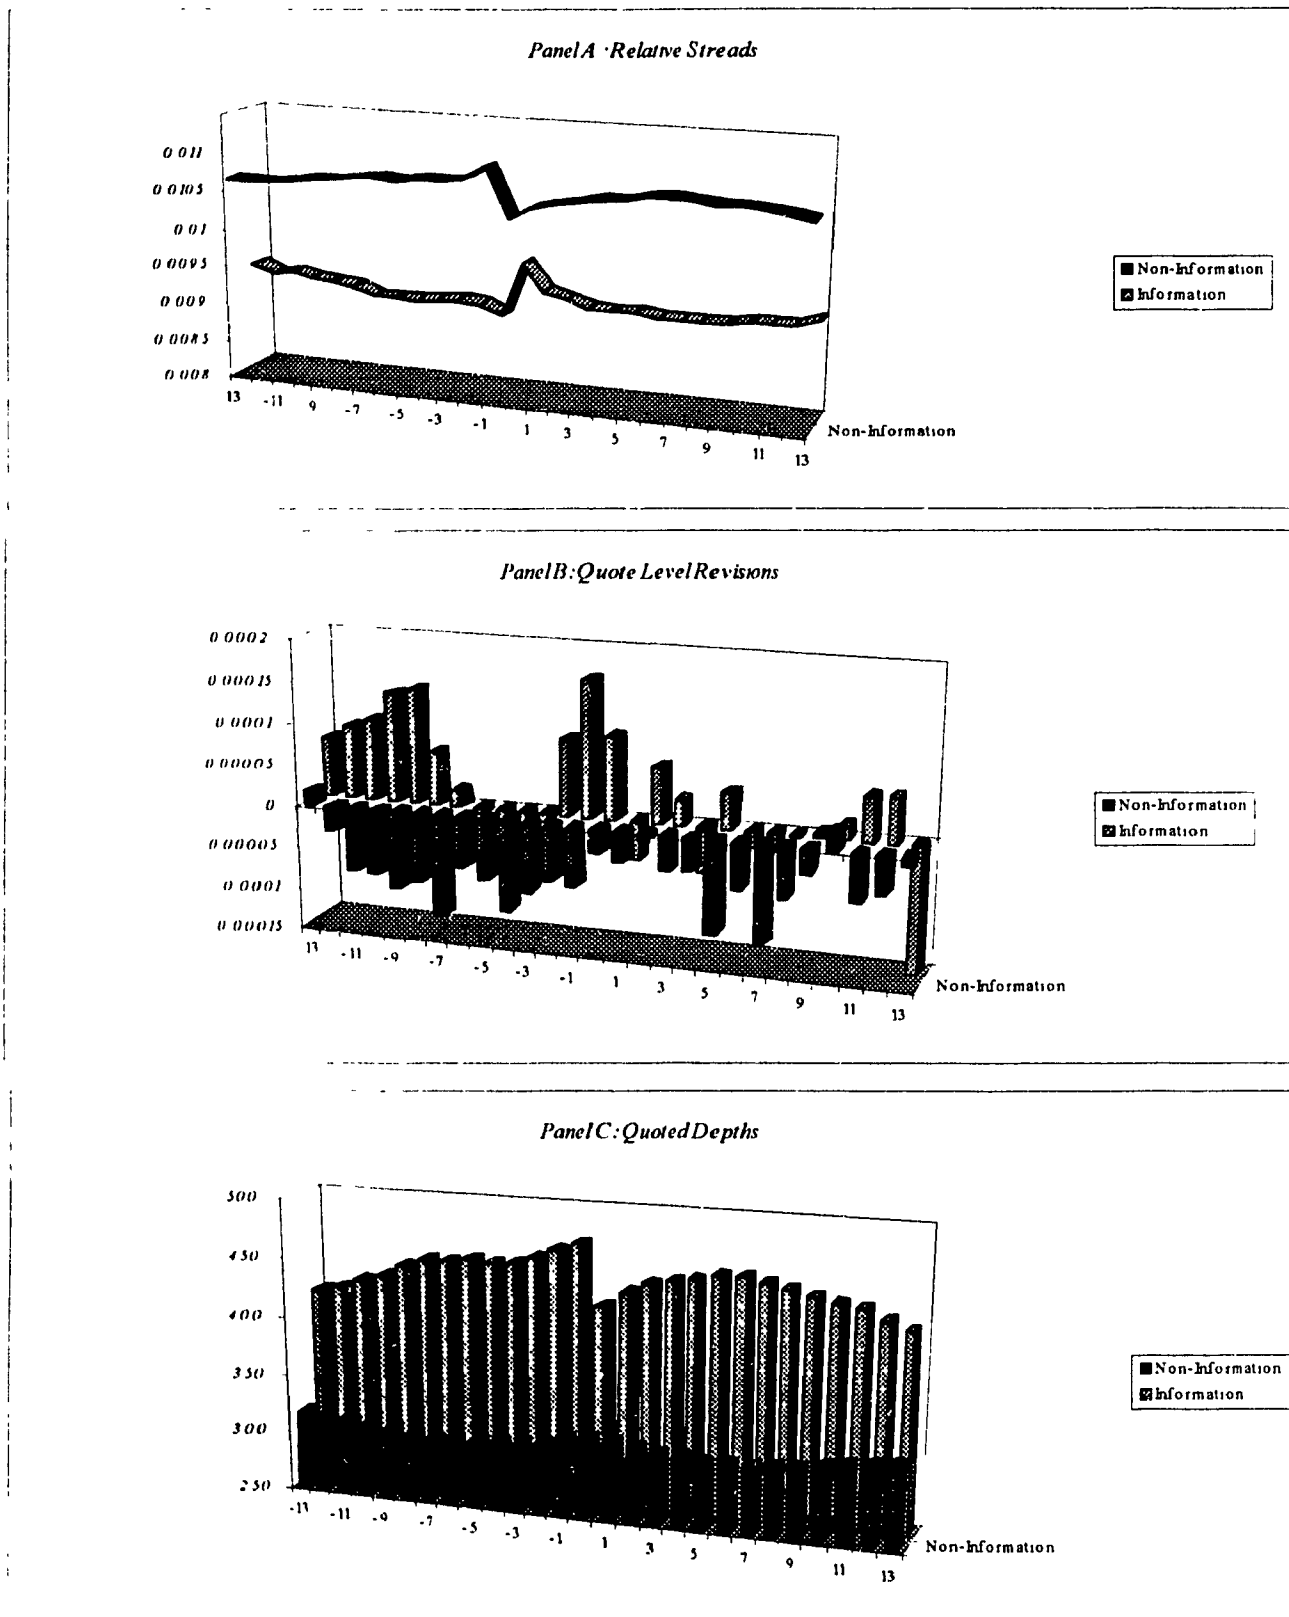 Panel A : Relative Streads
0 011
0 0105
0 01
0 0095
0 009
0 0085
0 008
13 -11 9 -7 -5 -3 -1 1 3 5 7 9 11 13
Non-Information
Non-Information
Information
Panel B: Quote Level Revisions
0 0002
0 00015
0 0001
0 00005
0
0 00005
0 0001
0 00015
13 -11 -9 -7 -5 -3 -1 1 3 5 7 9 11 13
Non-Information
Non-Information
Information
Panel C: Quoted Depths
500
450
400
350
300
250
-13 -11 -9 -7 -5 -3 -1 1 3 5 7 9 11 13
Non-Information
Non-Information
Information